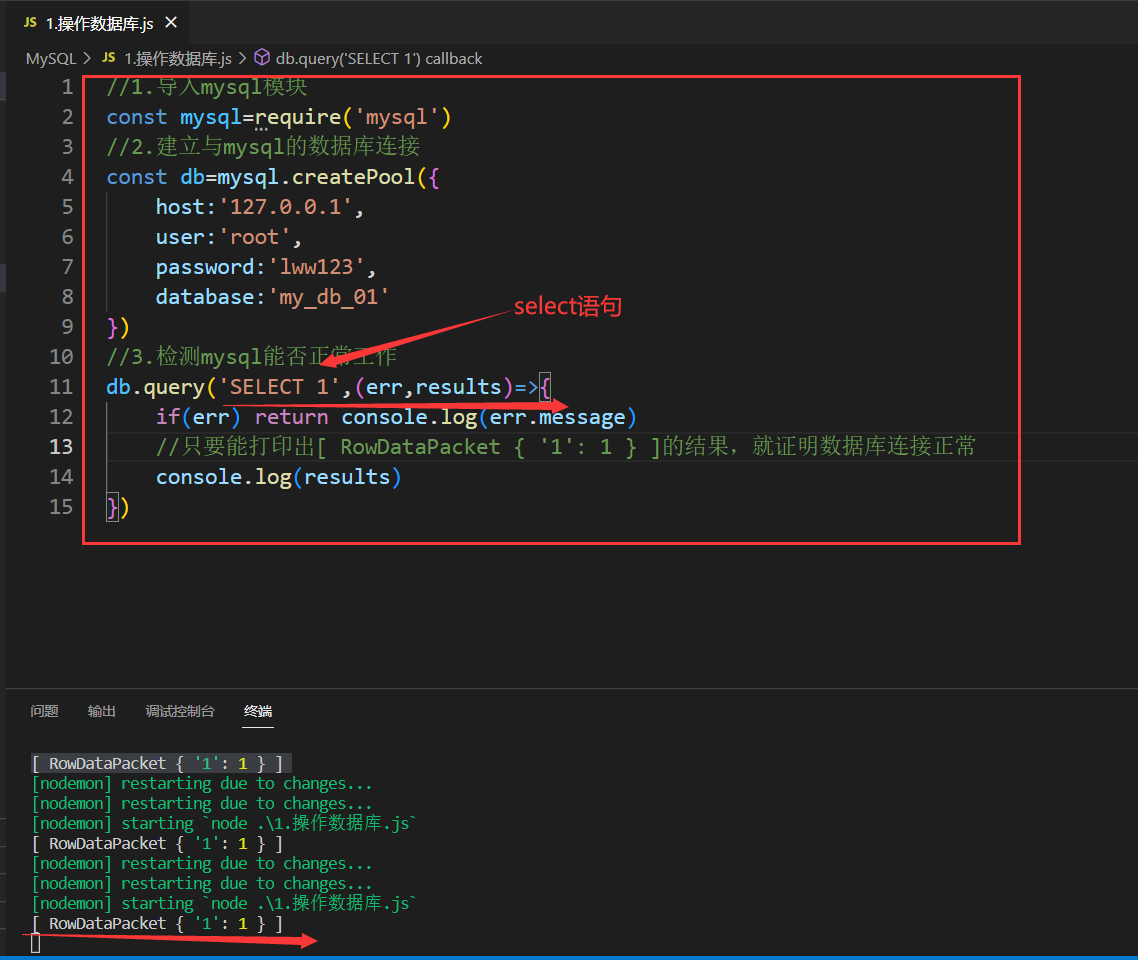 JS 1.操作数据库.js ×
MySQL > JS 1.操作数据库.js > db.query('SELECT 1') callback
1 //1.导入mysql模块
2 const mysql=require('mysql')
3 //2.建立与mysql的数据库连接
4 const db=mysql.createPool({
5 host:'127.0.0.1',
6 user:'root',
7 password:'lww123',
8 database:'my_db_01'
select语句
9 })
10 //3.检测mysql能否正常工作
11 db.query('SELECT 1',(err,results)=>{
12 if(err) return console.log(err.message)
13 //只要能打印出[ RowDataPacket { '1': 1 } ]的结果，就证明数据库连接正常
14 console.log(results)
15 })
问题 输出 调试控制台 终端
[ RowDataPacket { '1': 1 } ]
[nodemon] restarting due to changes...
[nodemon] restarting due to changes...
[nodemon] starting `node .\1.操作数据库.js`
[ RowDataPacket { '1': 1 } ]
[nodemon] restarting due to changes...
[nodemon] restarting due to changes...
[nodemon] starting `node .\1.操作数据库.js`
[ RowDataPacket { '1': 1 } ]